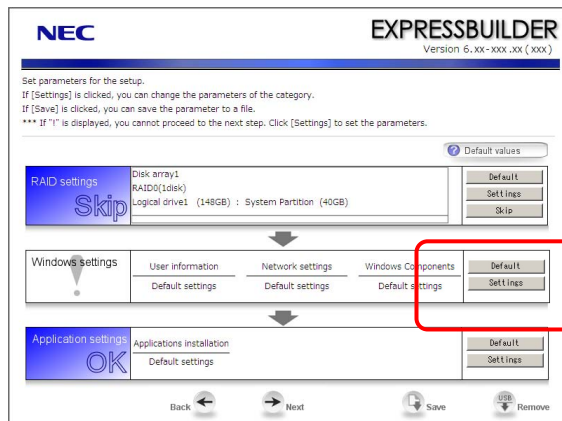 NEC
EXPRESSBUILDER
Version 6.xx-xxx.xx (xxx)
Set parameters for the setup.
If [Settings] is clicked, you can change the parameters of the category.
If [Save] is clicked, you can save the parameter to a file.
*** If "!" is displayed, you cannot proceed to the next step. Click [Settings] to set the parameters.
? Default values
RAID settings
Skip
Disk array1
RAID0(1disk)
Logical drive1 (148GB) : System Partition (40GB)
Default
Settings
Skip
Windows settings
!
User information Network settings Windows Components
Default settings Default settings Default settings
Default
Settings
Application settings
OK
Applications installation
Default settings
Default
Settings
Back Next Save USB Remove